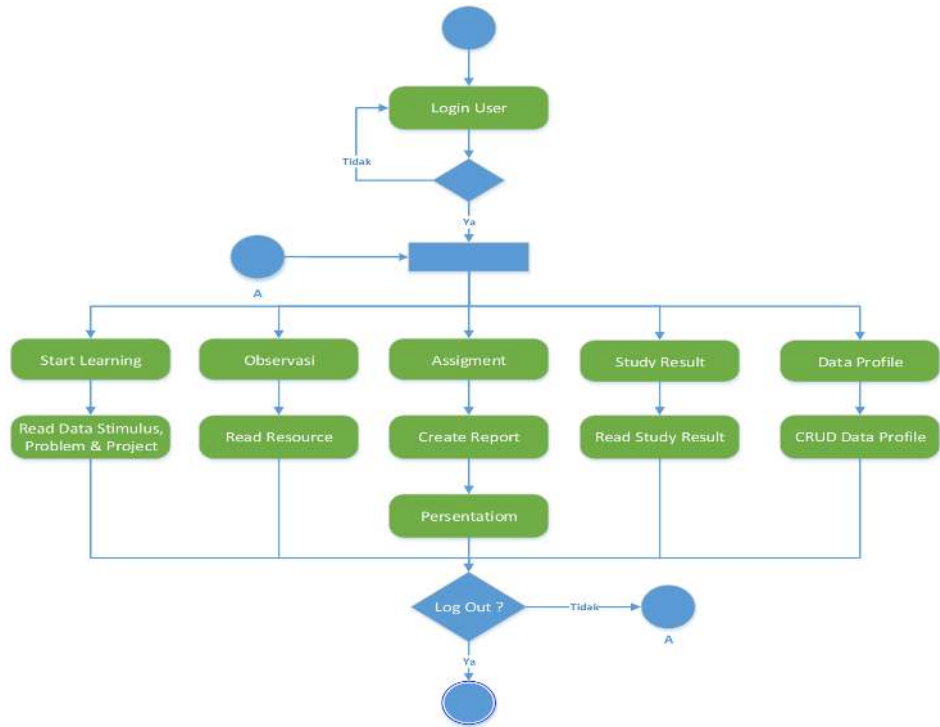 Login User
Tidak
Ya
A
Start Learning
Observasi
Assigment
Study Result
Data Profile
Read Data Stimulus,
Problem & Project
Read Resource
Create Report
Read Study Result
CRUD Data Profile
Persentatiom
Log Out ?
Tidak
A
Ya